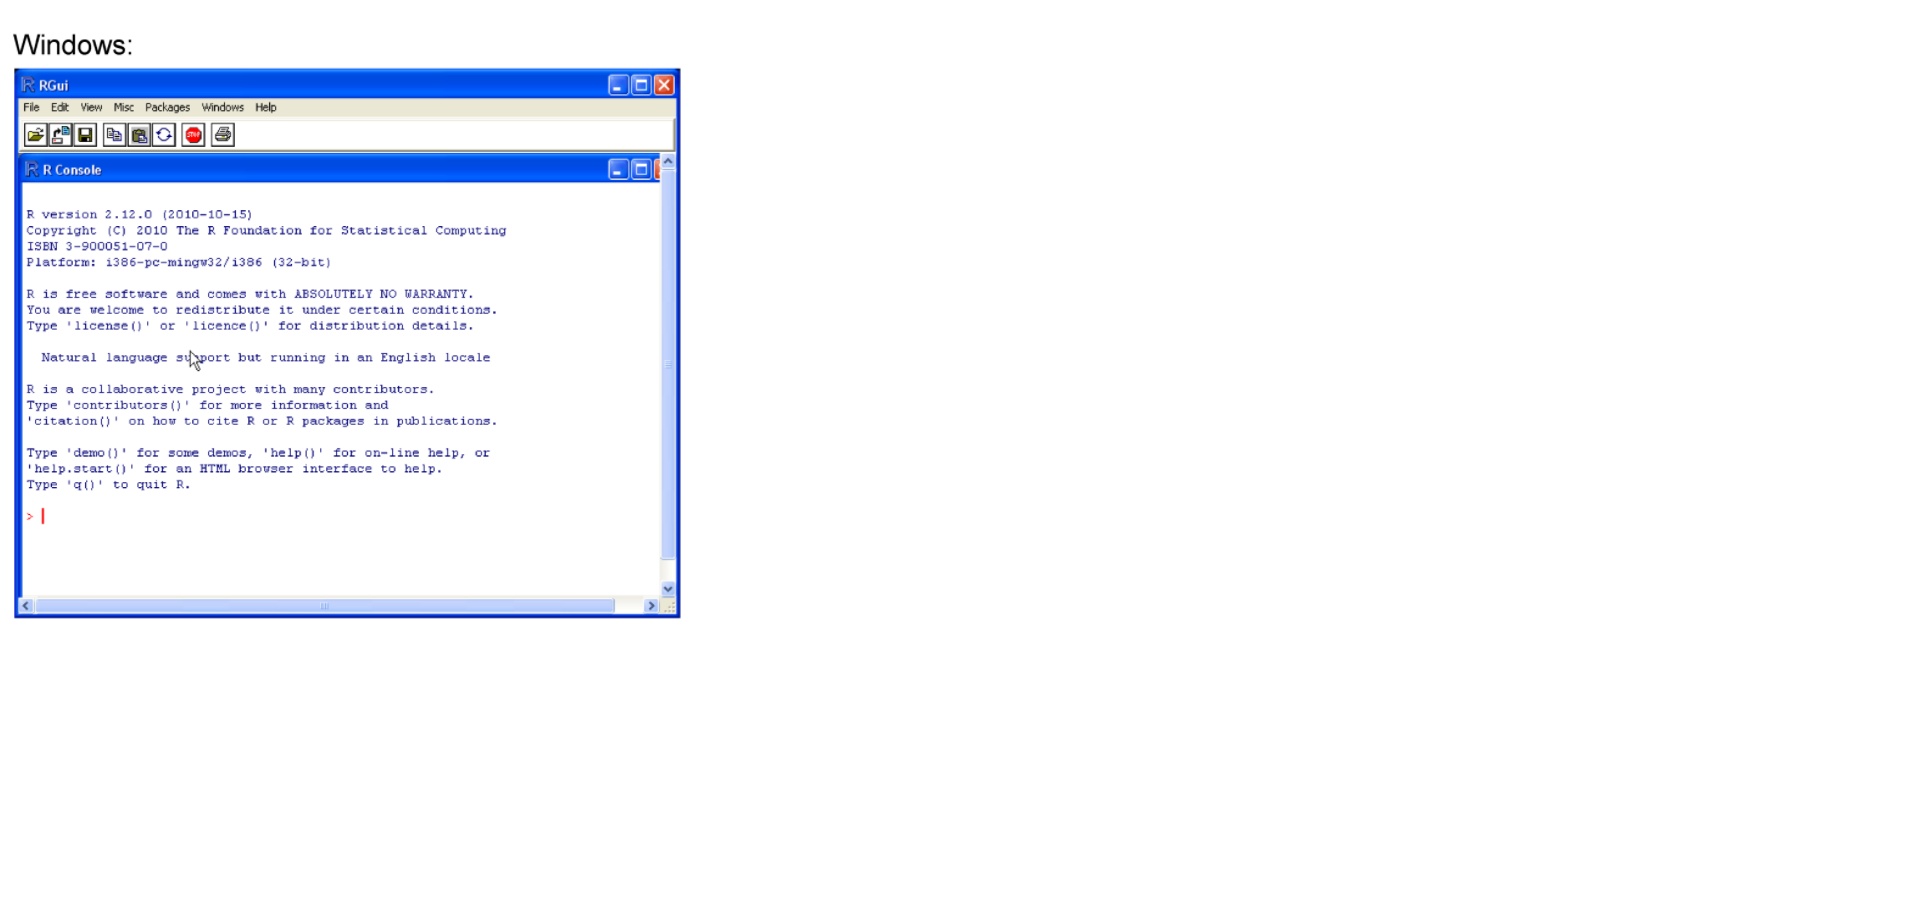 Windows:
RGui
File Edit View Misc Packages Windows Help
STOP
R Console
R version 2.12.0 (2010-10-15)
Copyright (C) 2010 The R Foundation for Statistical Computing
ISBN 3-900051-07-0
Platform: i386-pc-mingw32/i386 (32-bit)
R is free software and comes with ABSOLUTELY NO WARRANTY.
You are welcome to redistribute it under certain conditions.
Type 'license()' or 'licence()' for distribution details.
Natural language support but running in an English locale
R is a collaborative project with many contributors.
Type 'contributors()' for more information and
'citation()' on how to cite R or R packages in publications.
Type 'demo()' for some demos, 'help()' for on-line help, or
'help.start()' for an HTML browser interface to help.
Type 'q()' to quit R.
>